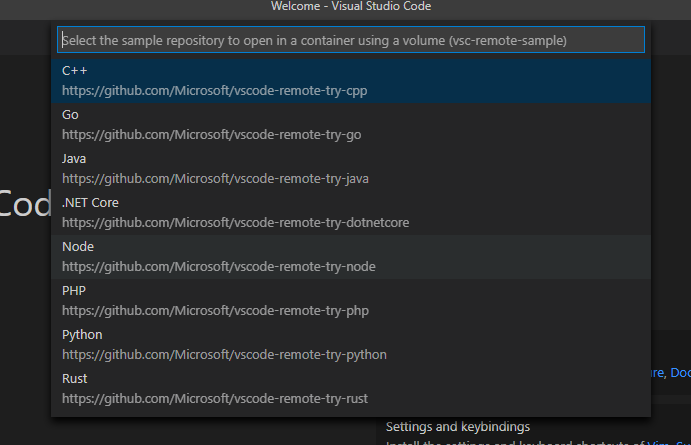 Welcome - Visual Studio Code
Select the sample repository to open in a container using a volume (vsc-remote-sample)
C++
https://github.com/Microsoft/vscode-remote-try-cpp
Go
https://github.com/Microsoft/vscode-remote-try-go
Java
https://github.com/Microsoft/vscode-remote-try-java
.NET Core
https://github.com/Microsoft/vscode-remote-try-dotnetcore
Node
https://github.com/Microsoft/vscode-remote-try-node
PHP
https://github.com/Microsoft/vscode-remote-try-php
Python
https://github.com/Microsoft/vscode-remote-try-python
Rust
https://github.com/Microsoft/vscode-remote-try-rust
Cod
Settings and keybindings
Install the settings and keyboard shortcuts of Vim,